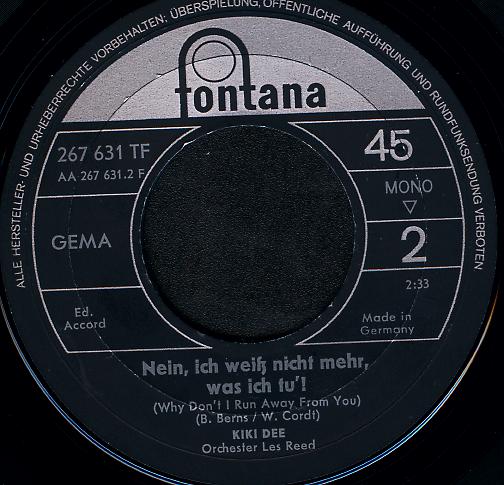 ALLE HERSTELLER- UND URHEBERRECHTE VORBEHALTEN; ÜBERSPIELUNG, ÖFFENTLICHE AUFFÜHRUNG UND RUNDFUNKSENDUNG VERBOTEN
fontana
267 631 TF
AA 267 631.2 F
45
MONO
GEMA
2
2:33
Ed.
Accord
Made in
Germany
Nein, ich weiß nicht mehr,
was ich tu'!
(Why Don't I Run Away From You)
(B. Berns / W. Cordt)
KIKI DEE
Orchester Les Reed